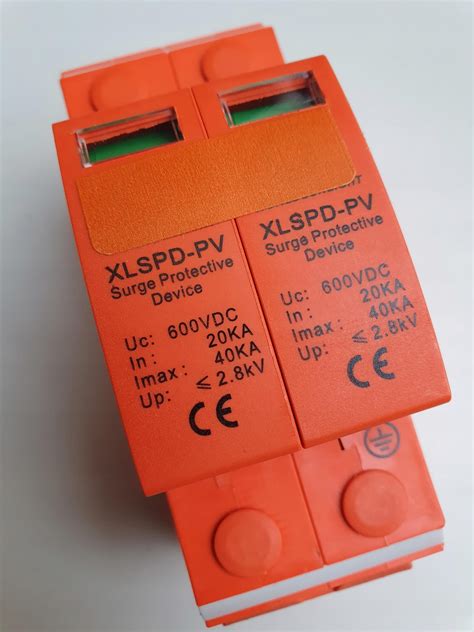 XLSPD-PV
Surge Protective
Device
Uc: 600VDC
In : 20KA
Imax : 40KA
Up: ≤ 2.8kV
CE
XLSPD-PV
Surge Protective
Device
Uc: 600VDC
In : 20KA
Imax : 40KA
Up: ≤ 2.8kV
CE